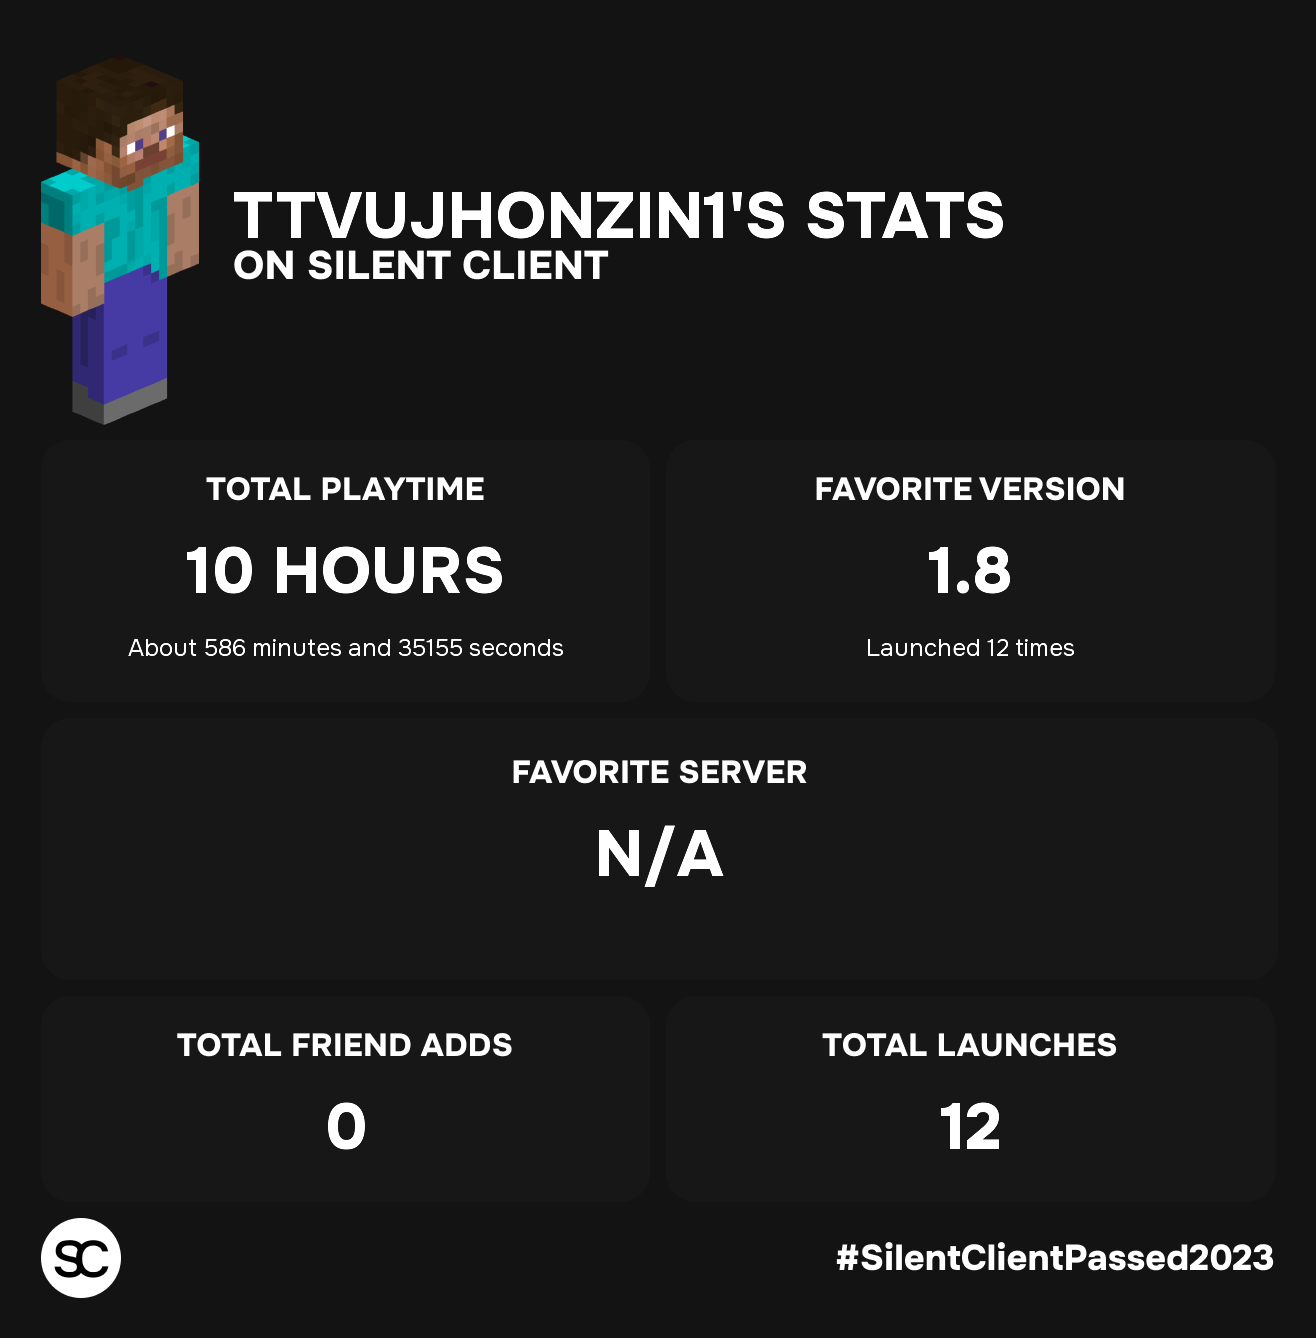 TTVUJHONZIN1'S STATS
ON SILENT CLIENT
TOTAL PLAYTIME
10 HOURS
About 586 minutes and 35155 seconds
FAVORITE VERSION
1.8
Launched 12 times
FAVORITE SERVER
N/A
TOTAL FRIEND ADDS
0
TOTAL LAUNCHES
12
SC
#SilentClientPassed2023